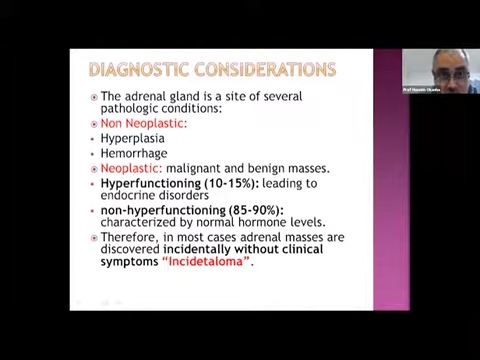 DIAGNOSTIC CONSIDERATIONS
The adrenal gland is a site of several
pathologic conditions:
Non Neoplastic:
Hyperplasia
Hemorrhage
Neoplastic: malignant and benign masses.
Hyperfunctioning (10-15%): leading to
endocrine disorders
non-hyperfunctioning (85-90%):
characterized by normal hormone levels.
Therefore, in most cases adrenal masses are
discovered incidentally without clinical
symptoms “Incidetaloma”.